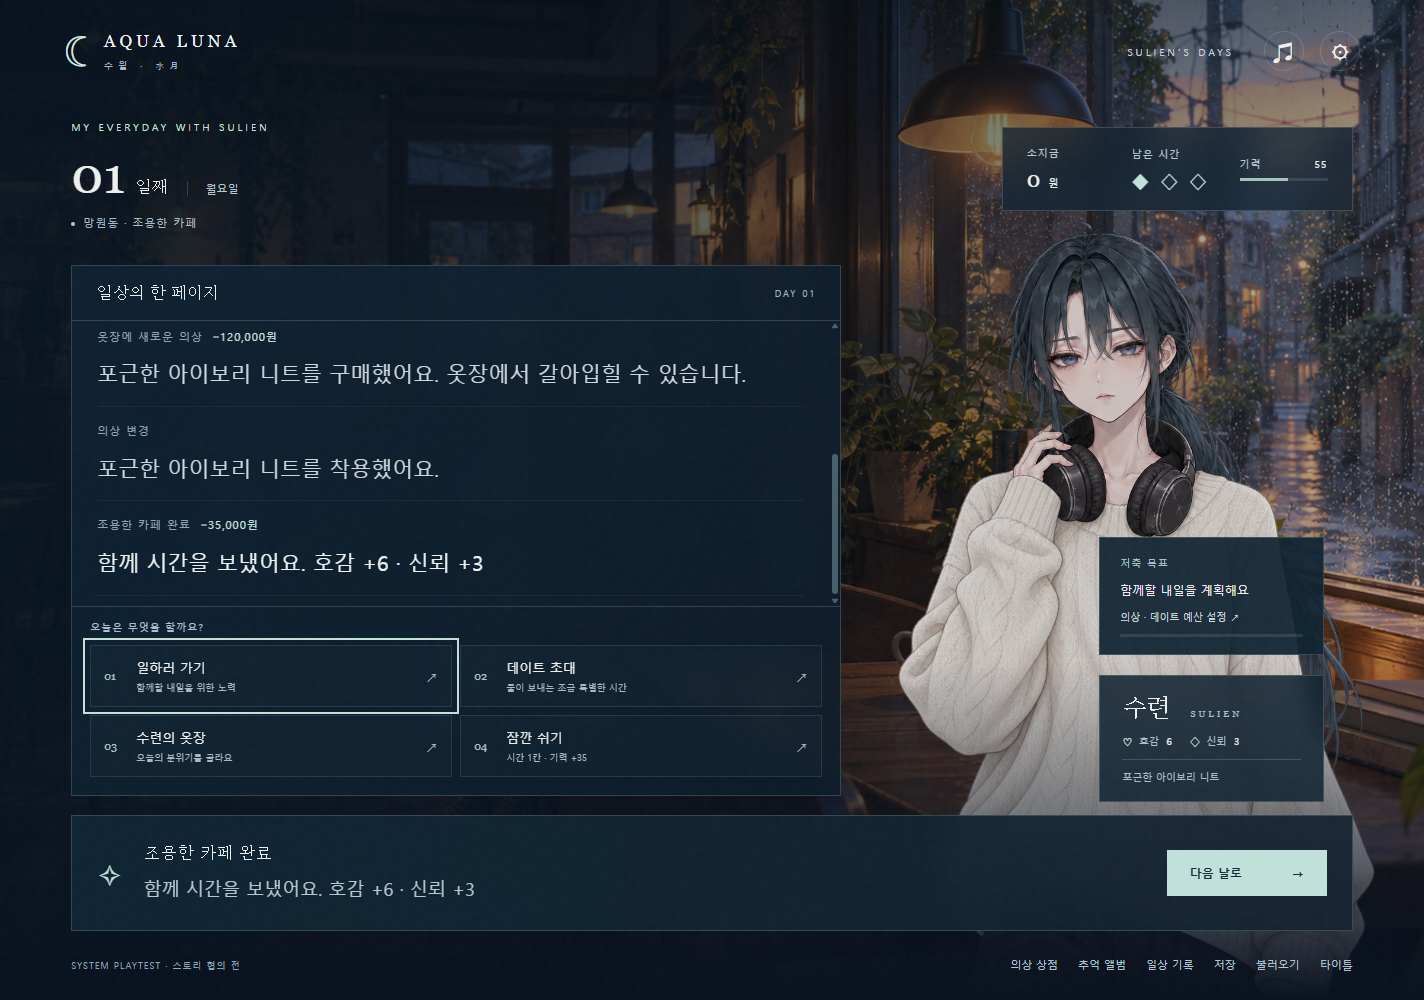 AQUA LUNA
수월 · 水月
SULIEN'S DAYS
MY EVERYDAY WITH SULIEN
01 일째 | 월요일
망원동 · 조용한 카페
소지금
0 원
남은 시간
기력 55
일상의 한 페이지
DAY 01
옷장에 새로운 의상 −120,000원
포근한 아이보리 니트를 구매했어요. 옷장에서 갈아입힐 수 있습니다.
의상 변경
포근한 아이보리 니트를 착용했어요.
조용한 카페 완료 −35,000원
함께 시간을 보냈어요. 호감 +6 · 신뢰 +3
오늘은 무엇을 할까요?
01 일하러 가기 ↗
함께할 내일을 위한 노력
02 데이트 초대 ↗
둘이 보내는 조금 특별한 시간
03 수련의 옷장 ↗
오늘의 분위기를 골라요
04 잠깐 쉬기 ↗
시간 1칸 · 기력 +35
저축 목표
함께할 내일을 계획해요
의상 · 데이트 예산 설정 ↗
수련 SULIEN
♡ 호감 6 ◇ 신뢰 3
포근한 아이보리 니트
조용한 카페 완료
함께 시간을 보냈어요. 호감 +6 · 신뢰 +3
다음 날로 →
SYSTEM PLAYTEST · 스토리 협의 전
의상 상점 추억 앨범 일상 기록 저장 불러오기 타이틀